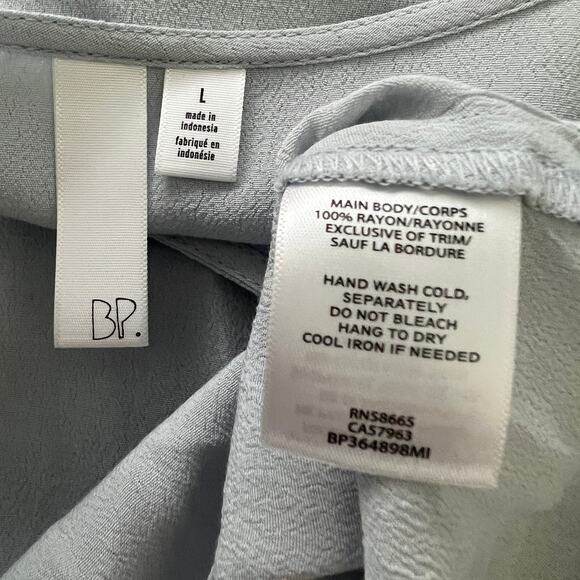 BP.
L
made in
Indonesia
fabriqué en
indonésie
MAIN BODY/CORPS
100% RAYON/RAYONNE
EXCLUSIVE OF TRIM/
SAUF LA BORDURE
HAND WASH COLD,
SEPARATELY
DO NOT BLEACH
HANG TO DRY
COOL IRON IF NEEDED
RN58665
CA57963
BP364898MI